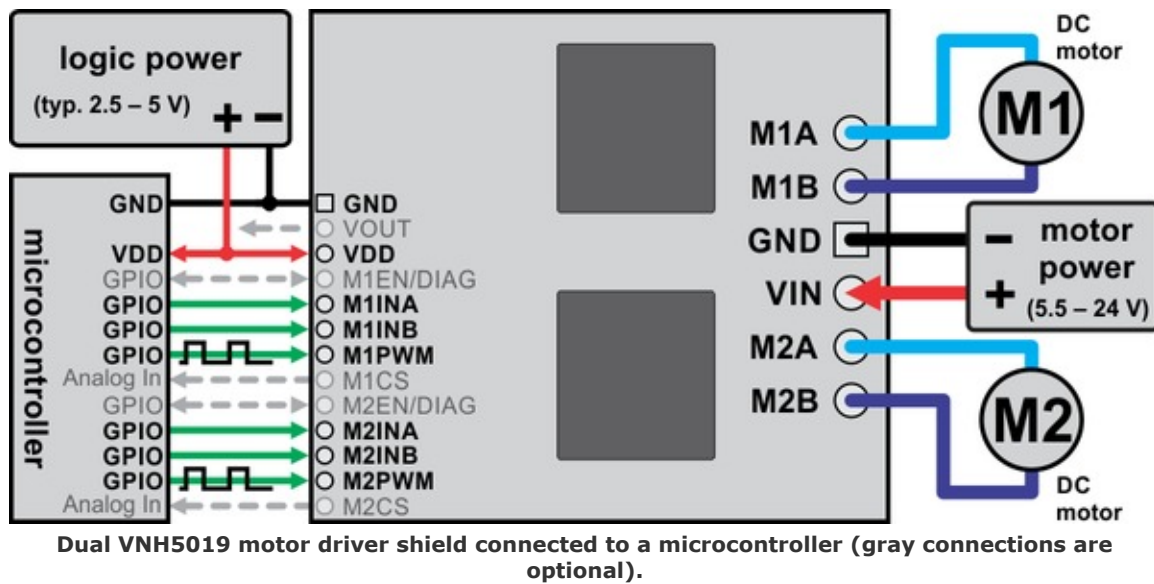 logic power
(typ. 2.5 – 5 V)
+ –
microcontroller
GND
VDD
GPIO
GPIO
GPIO
GPIO
Analog In
GPIO
GPIO
GPIO
GPIO
Analog In
GND
VOUT
VDD
M1EN/DIAG
M1INA
M1INB
M1PWM
M1CS
M2EN/DIAG
M2INA
M2INB
M2PWM
M2CS
M1A
M1B
GND
VIN
M2A
M2B
DC
motor
M1
– motor
power
+ (5.5 – 24 V)
M2
DC
motor
Dual VNH5019 motor driver shield connected to a microcontroller (gray connections are
optional).